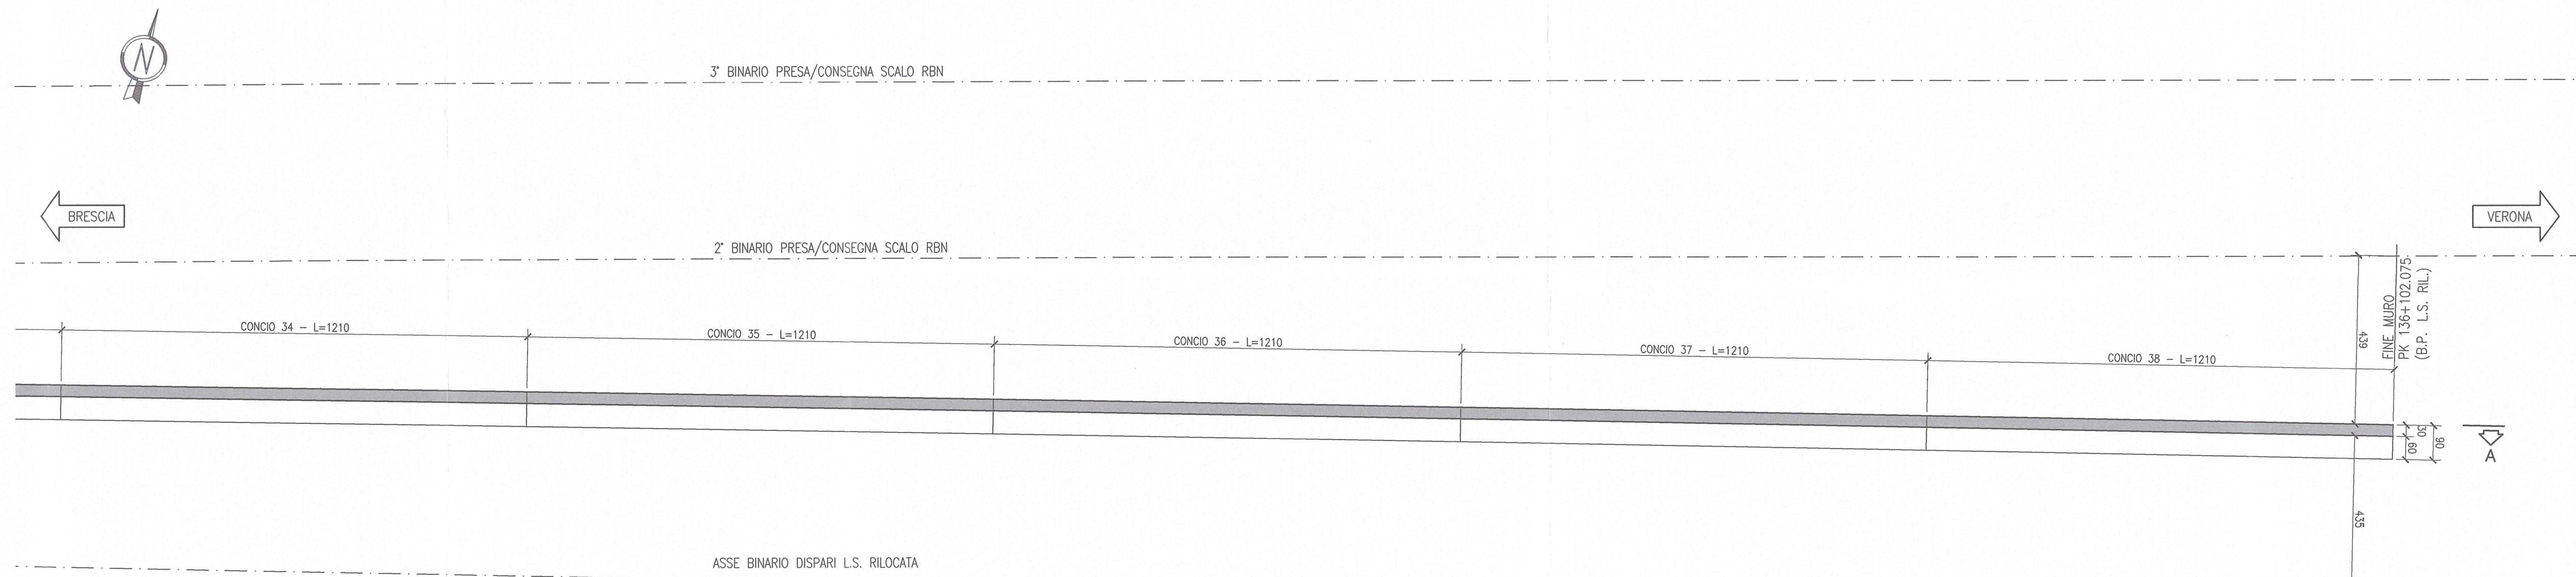 N
3° BINARIO PRESA/CONSEGNA SCALO RBN
BRESCIA
VERONA
2° BINARIO PRESA/CONSEGNA SCALO RBN
FINE MURO
PK 136+102.075
(B.P. L.S. RIL.)
439
CONCIO 34 - L=1210
CONCIO 35 - L=1210
CONCIO 36 - L=1210
CONCIO 37 - L=1210
CONCIO 38 - L=1210
30
60
90
A
435
ASSE BINARIO DISPARI L.S. RILOCATA